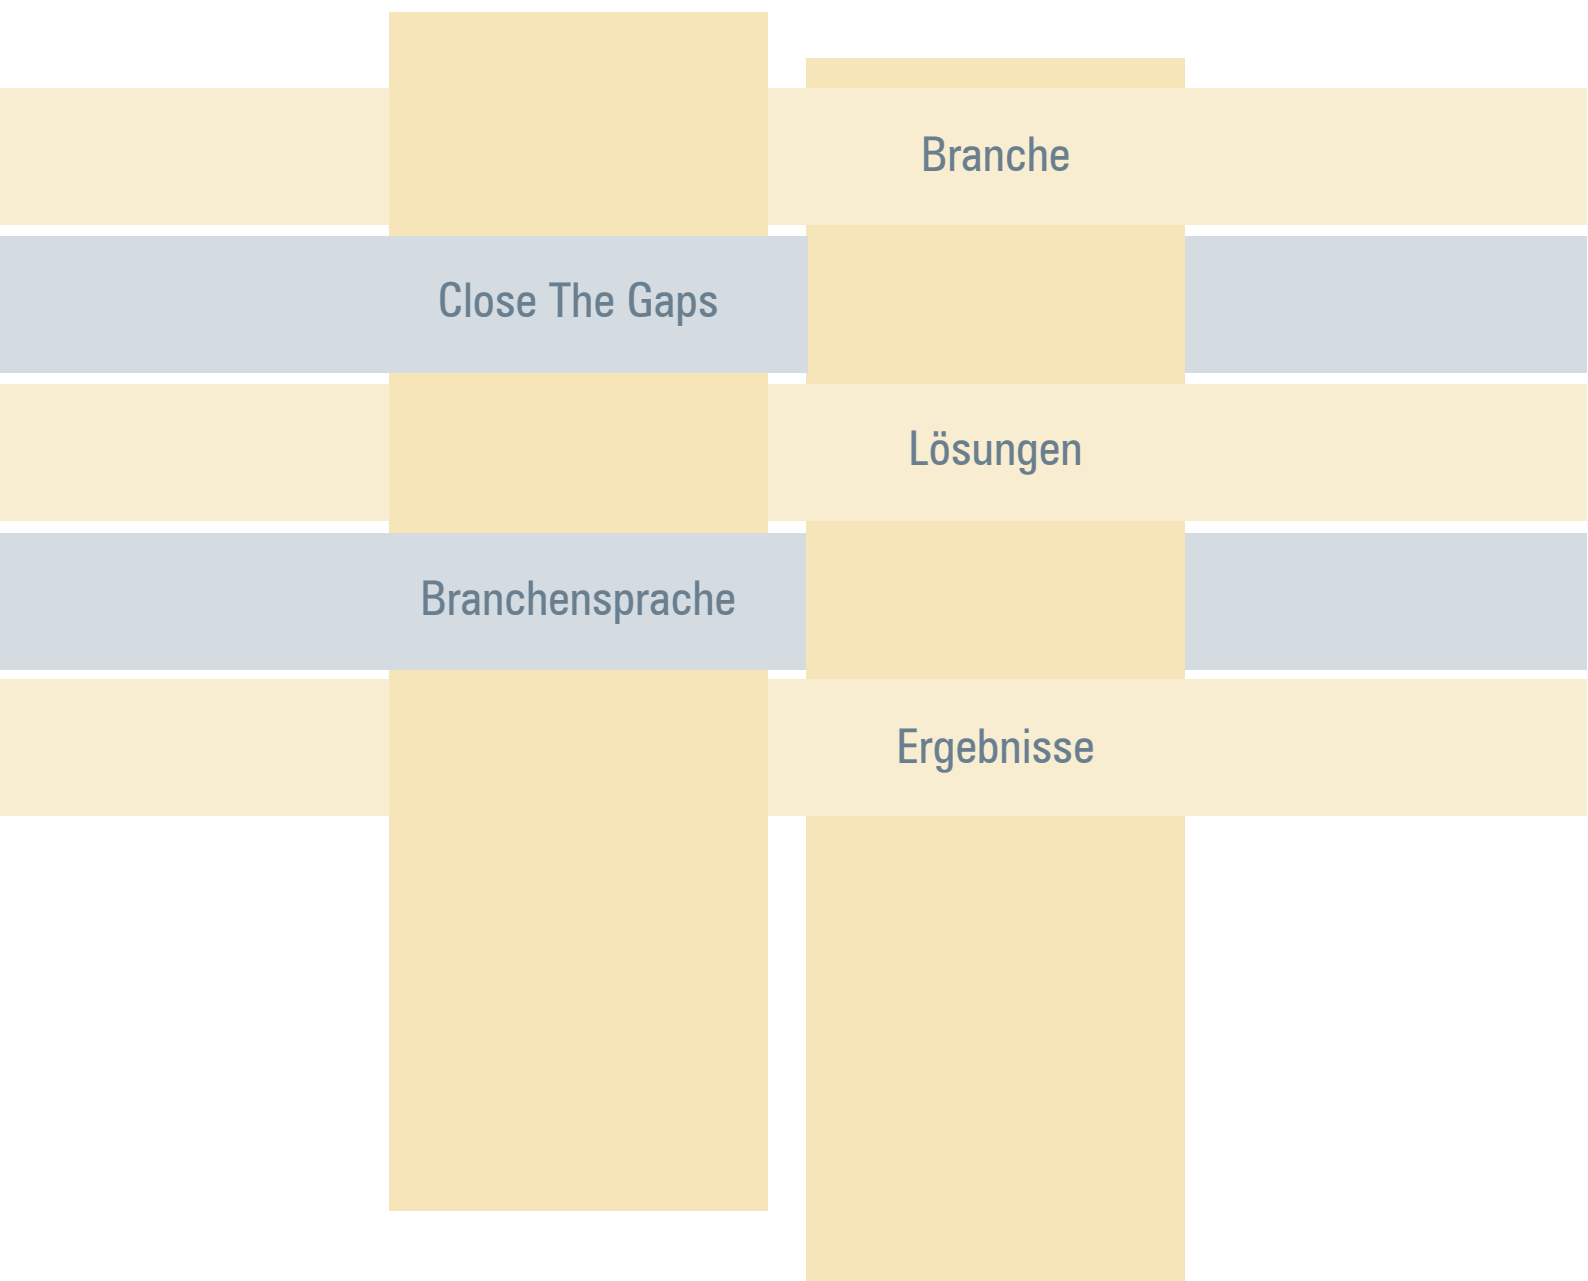 Branche
Close The Gaps
Lösungen
Branchensprache
Ergebnisse